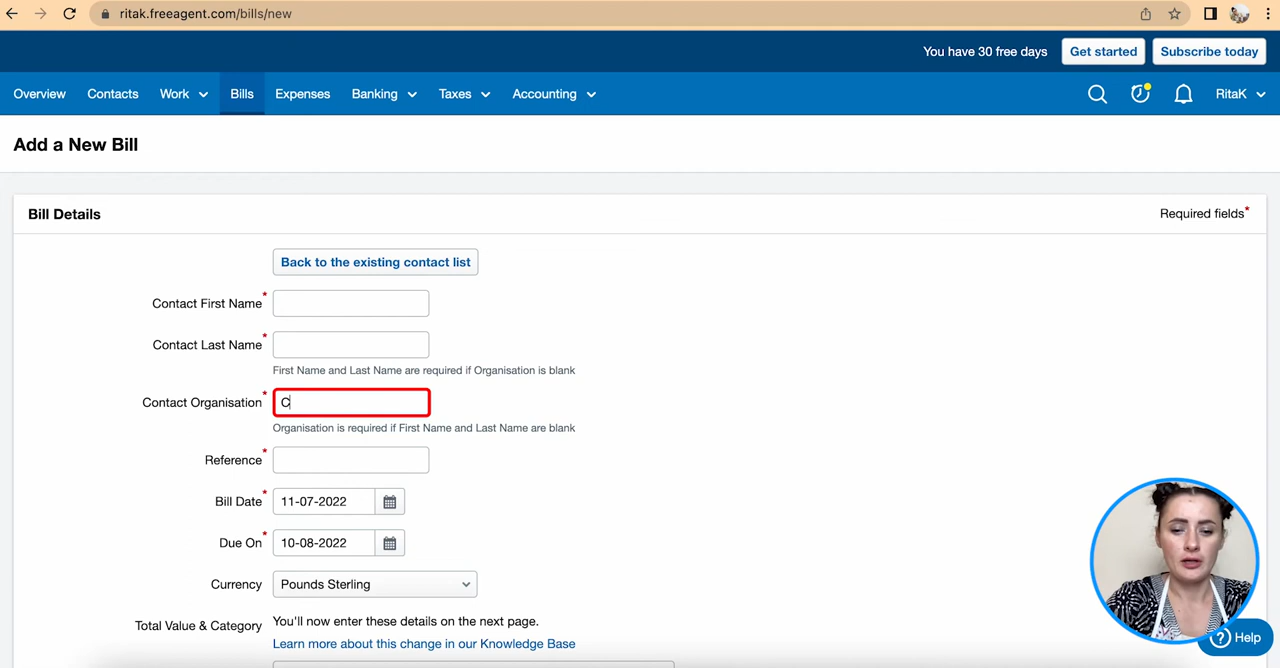 ritak.freeagent.com/bills/new
You have 30 free days Get started Subscribe today
Overview Contacts Work Bills Expenses Banking Taxes Accounting RitaK
Add a New Bill
Bill Details Required fields*
Back to the existing contact list
Contact First Name*
Contact Last Name*
First Name and Last Name are required if Organisation is blank
Contact Organisation* C
Organisation is required if First Name and Last Name are blank
Reference*
Bill Date* 11-07-2022
Due On* 10-08-2022
Currency Pounds Sterling
Total Value & Category You'll now enter these details on the next page.
Learn more about this change in our Knowledge Base
? Help